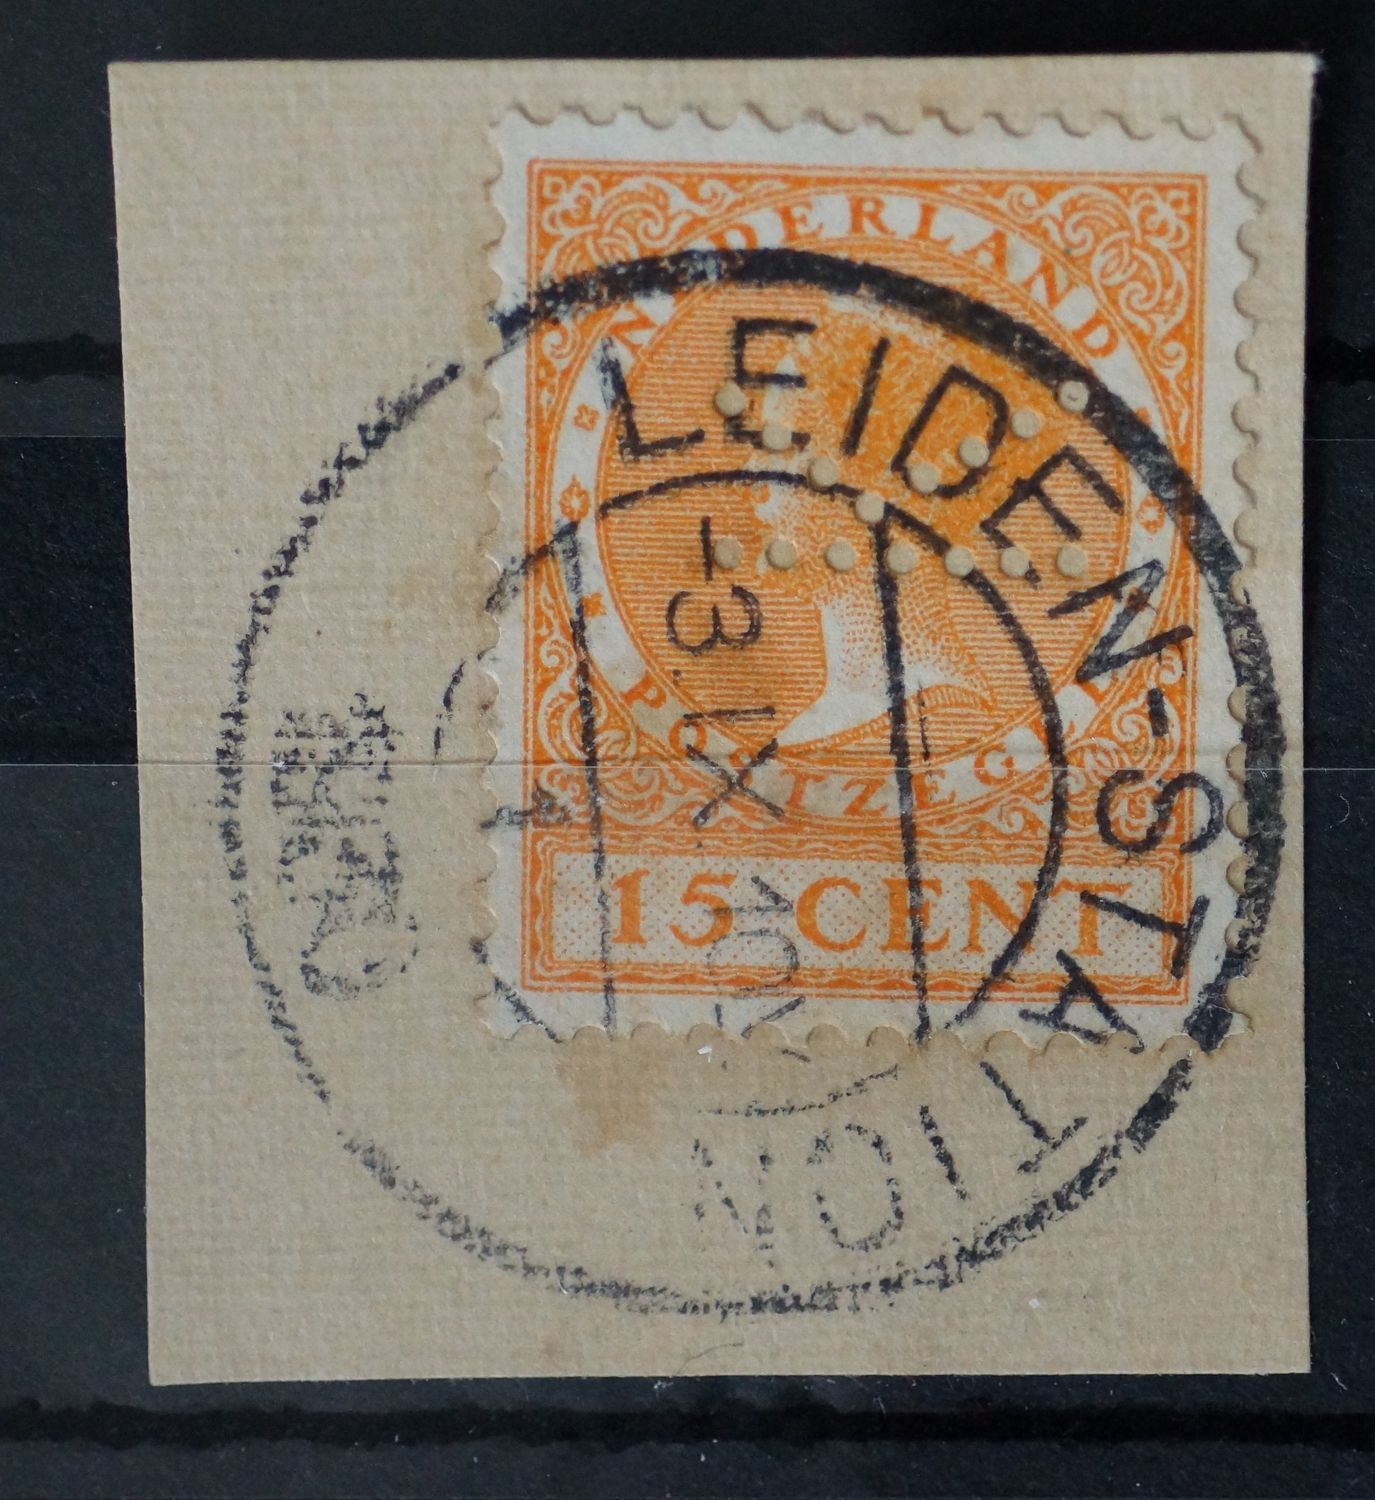 NEDERLAND
POSTZEGEL
15 CENT
LEIDEN-STATION
-3.IX.